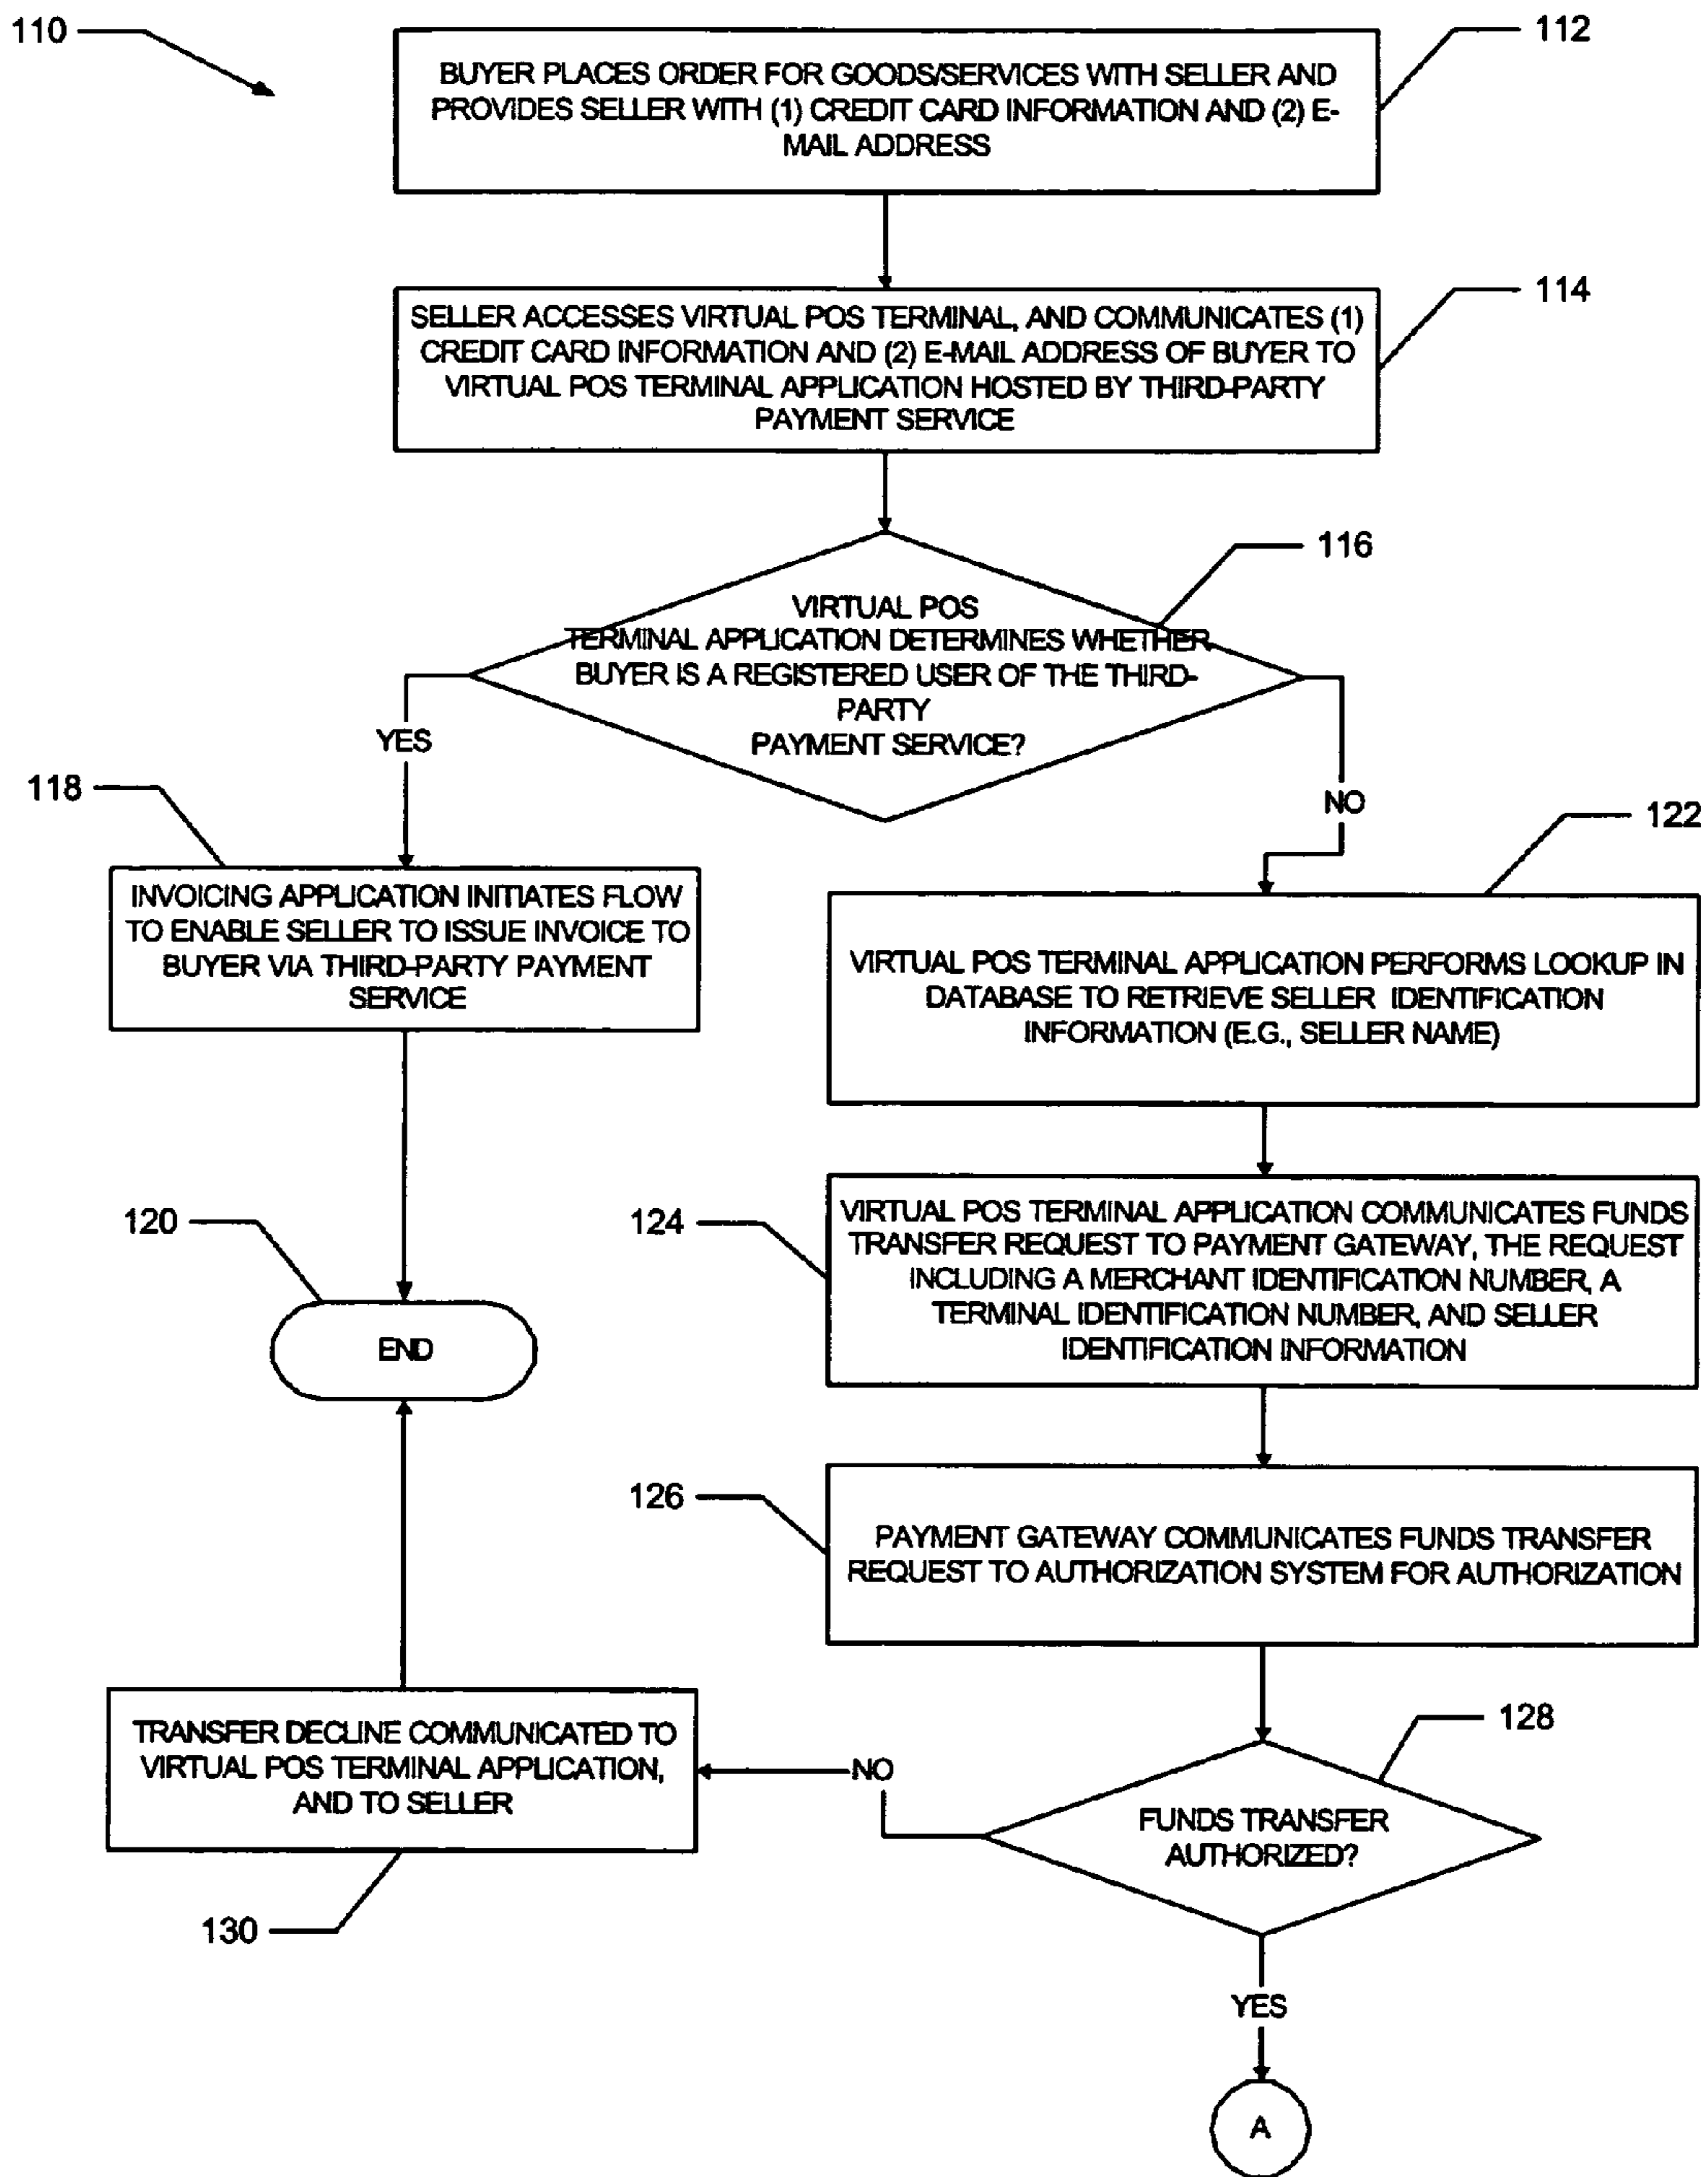 110
112
BUYER PLACES ORDER FOR GOODS/SERVICES WITH SELLER AND
PROVIDES SELLER WITH (1) CREDIT CARD INFORMATION AND (2) E-
MAIL ADDRESS
114
SELLER ACCESSES VIRTUAL POS TERMINAL, AND COMMUNICATES (1)
CREDIT CARD INFORMATION AND (2) E-MAIL ADDRESS OF BUYER TO
VIRTUAL POS TERMINAL APPLICATION HOSTED BY THIRD-PARTY
PAYMENT SERVICE
116
VIRTUAL POS
TERMINAL APPLICATION DETERMINES WHETHER
BUYER IS A REGISTERED USER OF THE THIRD-
PARTY
PAYMENT SERVICE?
YES
NO
118
INVOICING APPLICATION INITIATES FLOW
TO ENABLE SELLER TO ISSUE INVOICE TO
BUYER VIA THIRD-PARTY PAYMENT
SERVICE
122
VIRTUAL POS TERMINAL APPLICATION PERFORMS LOOKUP IN
DATABASE TO RETRIEVE SELLER IDENTIFICATION
INFORMATION (E.G., SELLER NAME)
120
END
124
VIRTUAL POS TERMINAL APPLICATION COMMUNICATES FUNDS
TRANSFER REQUEST TO PAYMENT GATEWAY, THE REQUEST
INCLUDING A MERCHANT IDENTIFICATION NUMBER, A
TERMINAL IDENTIFICATION NUMBER, AND SELLER
IDENTIFICATION INFORMATION
126
PAYMENT GATEWAY COMMUNICATES FUNDS TRANSFER
REQUEST TO AUTHORIZATION SYSTEM FOR AUTHORIZATION
128
FUNDS TRANSFER
AUTHORIZED?
NO
TRANSFER DECLINE COMMUNICATED TO
VIRTUAL POS TERMINAL APPLICATION,
AND TO SELLER
130
YES
A